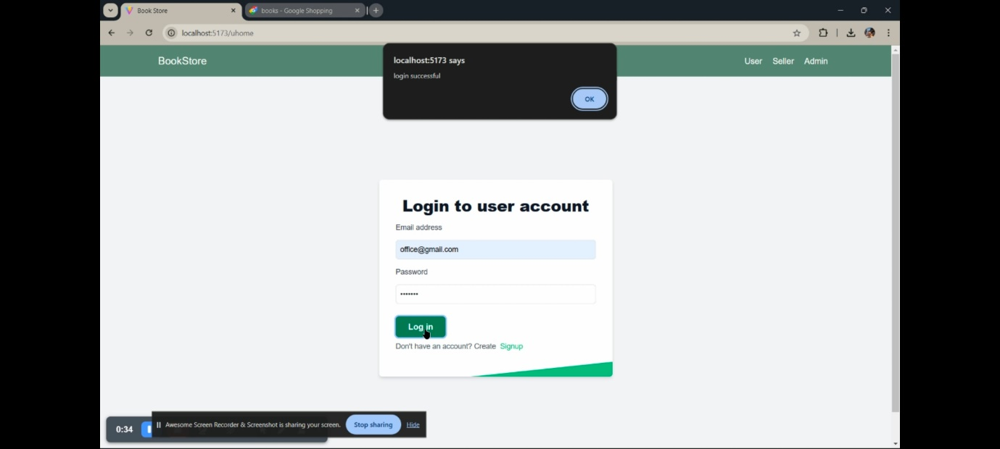 Book Store
books - Google Shopping
localhost:5173/uhome
BookStore
User Seller Admin
localhost:5173 says
login successful
OK
Login to user account
Email address
office@gmail.com
Password
•••••••
Log in
Don't have an account? Create Signup
0:34
Awesome Screen Recorder & Screenshot is sharing your screen.
Stop sharing
Hide